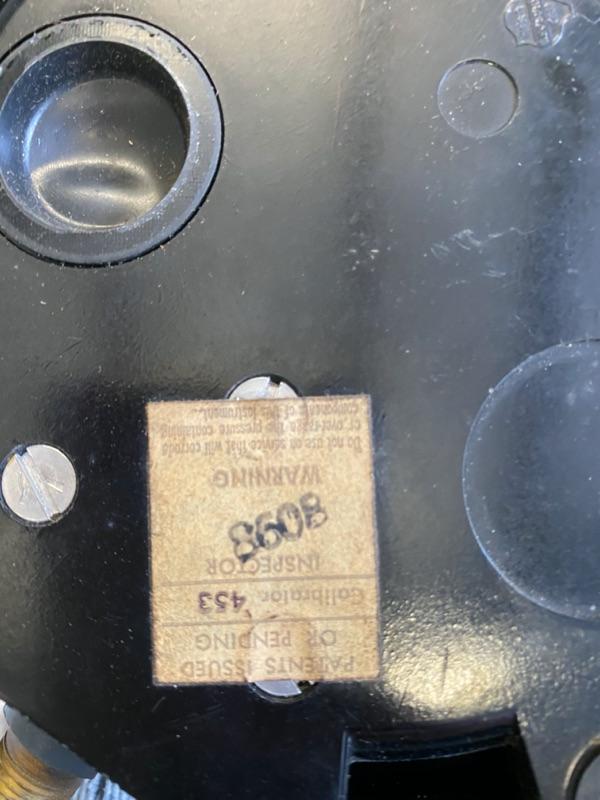 PATENTS ISSUED
OR PENDING
Calibrator 453
INSPECTOR
8098
WARNING
Do not use on service that will corrode
or over-range the pressure containing
components of this instrument.